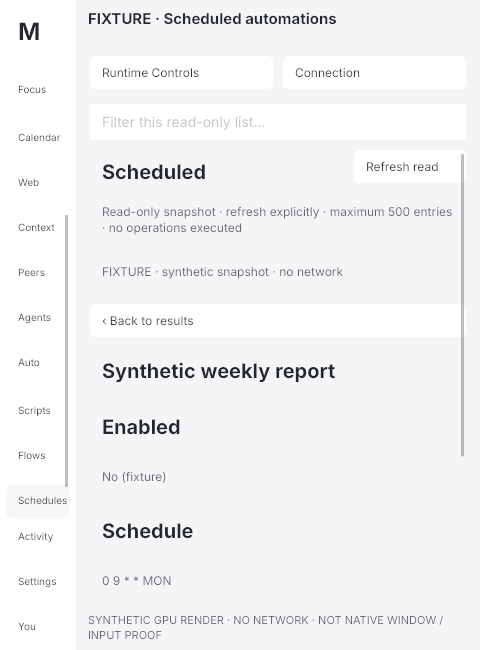 M
Focus
Calendar
Web
Context
Peers
Agents
Auto
Scripts
Flows
Schedules
Activity
Settings
You
FIXTURE · Scheduled automations
Runtime Controls
Connection
Filter this read-only list...
Scheduled
Refresh read
Read-only snapshot · refresh explicitly · maximum 500 entries
· no operations executed
FIXTURE · synthetic snapshot · no network
‹ Back to results
Synthetic weekly report
Enabled
No (fixture)
Schedule
0 9 * * MON
SYNTHETIC GPU RENDER · NO NETWORK · NOT NATIVE WINDOW /
INPUT PROOF